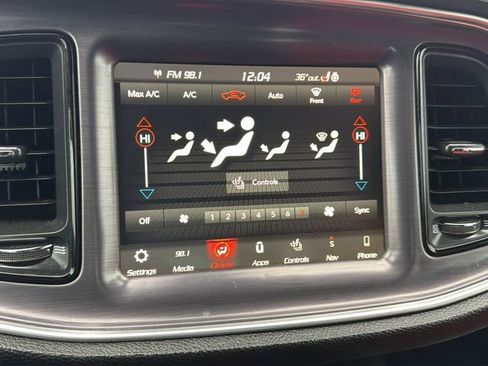 FM 98.1 12:04 36°out
Max A/C A/C Auto Front Rear
HI HI
Controls
Off 1 2 3 4 5 6 7 Sync
98.1 S
Settings Media Climate Apps Controls Nav Phone